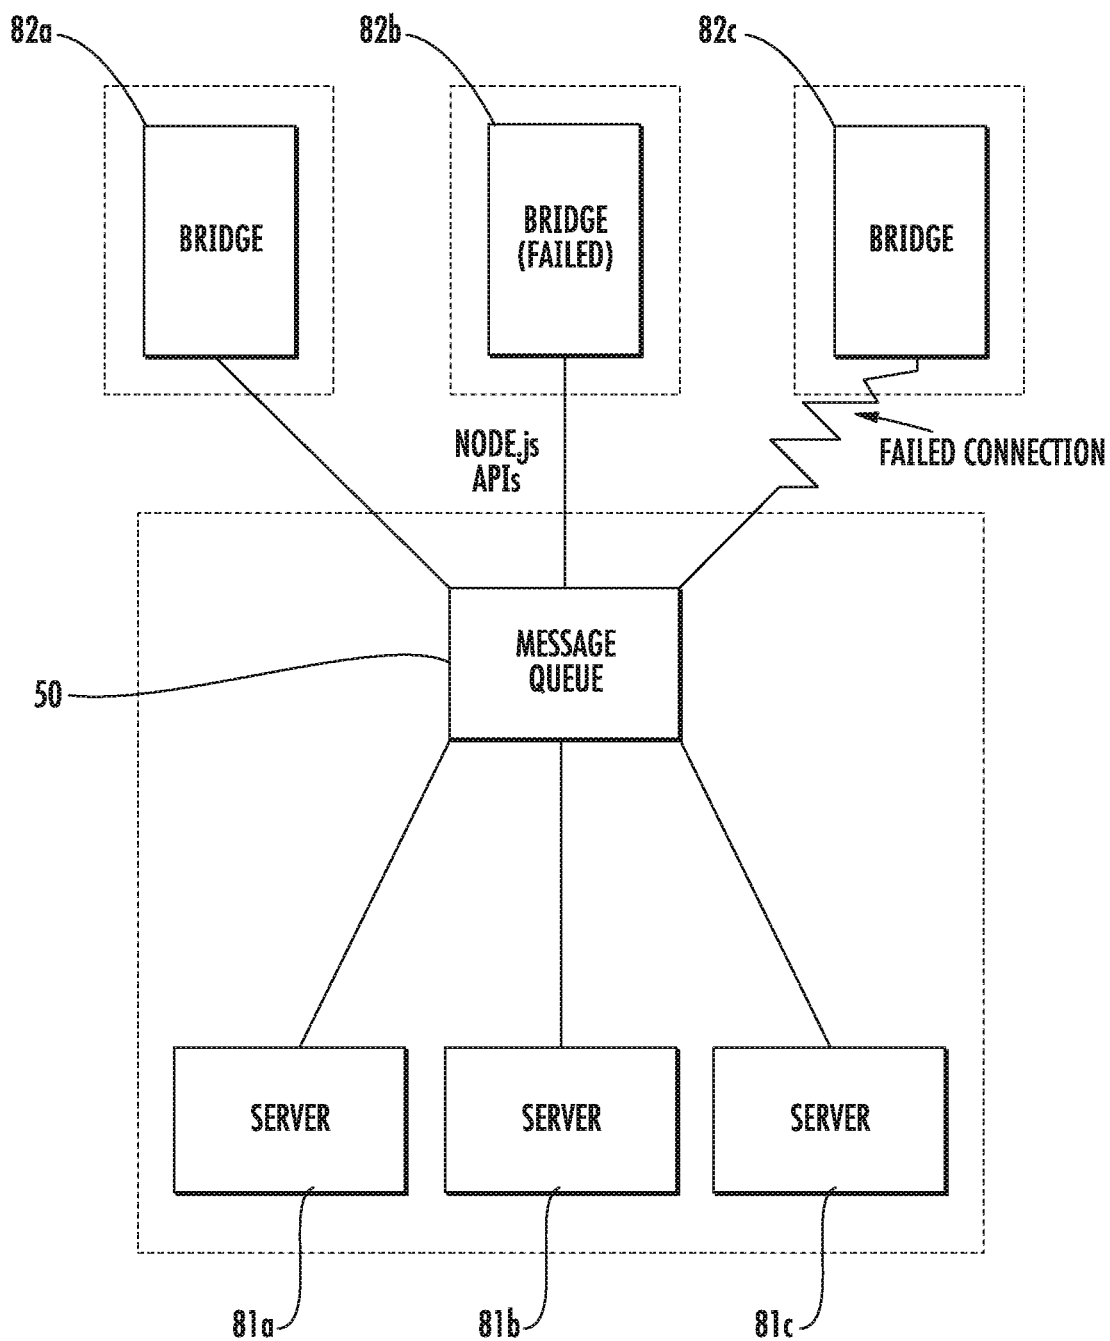 82a
82b
82c
BRIDGE
BRIDGE
(FAILED)
BRIDGE
NODE.js
APIs
FAILED CONNECTION
MESSAGE
QUEUE
50
SERVER
SERVER
SERVER
81a
81b
81c